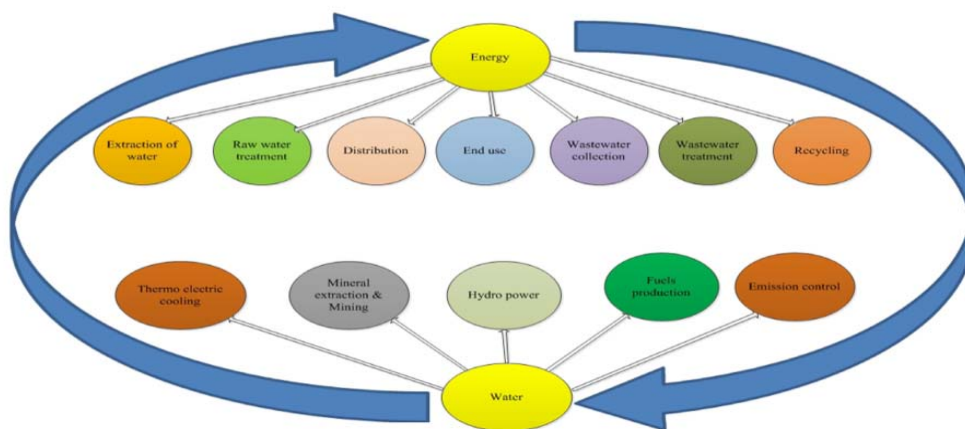 Energy
Extraction of
water
Raw water
treatment
Distribution
End use
Wastewater
collection
Wastewater
treatment
Recycling
Thermo electric
cooling
Mineral
extraction &
Mining
Hydro power
Fuels
production
Emission control
Water